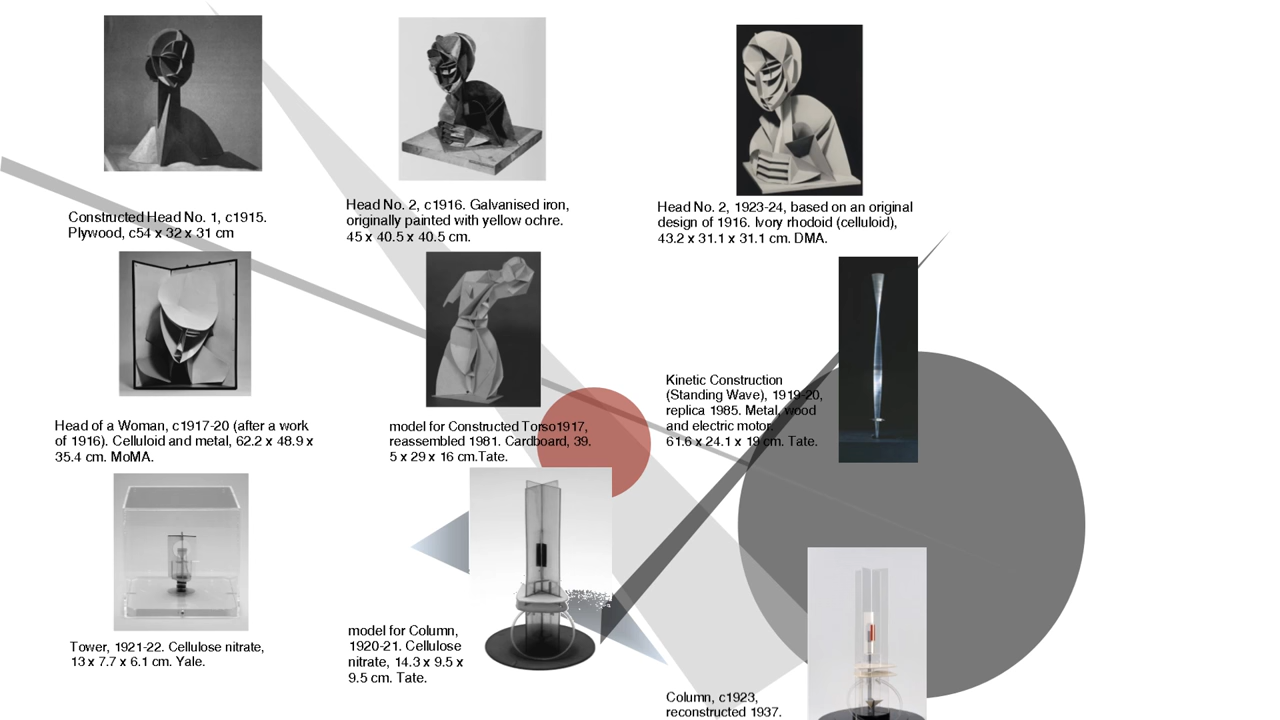 Constructed Head No. 1, c1915.
Plywood, c54 x 32 x 31 cm
Head No. 2, c1916. Galvanised iron,
originally painted with yellow ochre.
45 x 40.5 x 40.5 cm.
Head No. 2, 1923-24, based on an original
design of 1916. Ivory rhodoid (celluloid),
43.2 x 31.1 x 31.1 cm. DMA.
Head of a Woman, c1917-20 (after a work
of 1916). Celluloid and metal, 62.2 x 48.9 x
35.4 cm. MoMA.
model for Constructed Torso1917,
reassembled 1981. Cardboard, 39.
5 x 29 x 16 cm.Tate.
Kinetic Construction
(Standing Wave), 1919-20,
replica 1985. Metal, wood
and electric motor.
61.6 x 24.1 x 19 cm. Tate.
Tower, 1921-22. Cellulose nitrate,
13 x 7.7 x 6.1 cm. Yale.
model for Column,
1920-21. Cellulose
nitrate, 14.3 x 9.5 x
9.5 cm. Tate.
Column, c1923,
reconstructed 1937.